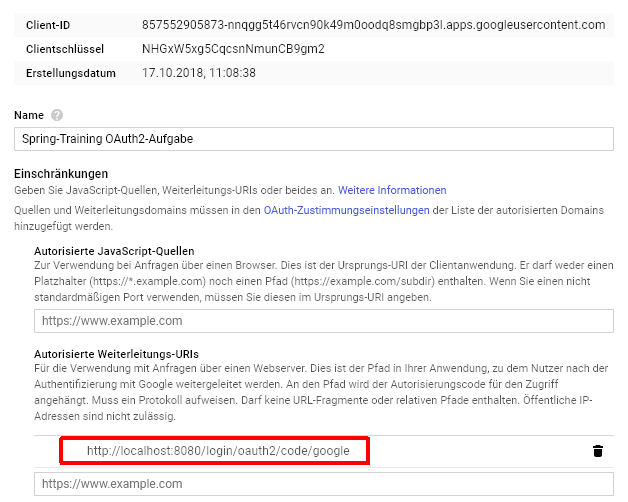 Client-ID 857552905873-nnqgg5t46rvcn90k49m0odq8smgbp3l.apps.googleusercontent.com
Clientschlüssel NHGxW5xg5CqcsnNmunCB9gm2
Erstellungsdatum 17.10.2018, 11:08:38
Name ?
Spring-Training OAuth2-Aufgabe
Einschränkungen
Geben Sie JavaScript-Quellen, Weiterleitungs-URIs oder beides an. Weitere Informationen
Quellen und Weiterleitungsdomains müssen in den OAuth-Zustimmungseinstellungen der Liste der autorisierten Domains
hinzugefügt werden.
Autorisierte JavaScript-Quellen
Zur Verwendung bei Anfragen über einen Browser. Dies ist der Ursprungs-URI der Clientanwendung. Er darf weder einen
Platzhalter (https://*.example.com) noch einen Pfad (https://example.com/subdir) enthalten. Wenn Sie einen nicht
standardmäßigen Port verwenden, müssen Sie diesen im Ursprungs-URI angeben.
https://www.example.com
Autorisierte Weiterleitungs-URIs
Für die Verwendung mit Anfragen über einen Webserver. Dies ist der Pfad in Ihrer Anwendung, zu dem Nutzer nach der
Authentifizierung mit Google weitergeleitet werden. An den Pfad wird der Autorisierungscode für den Zugriff
angehängt. Muss ein Protokoll aufweisen. Darf keine URL-Fragmente oder relativen Pfade enthalten. Öffentliche IP-
Adressen sind nicht zulässig.
http://localhost:8080/login/oauth2/code/google
https://www.example.com